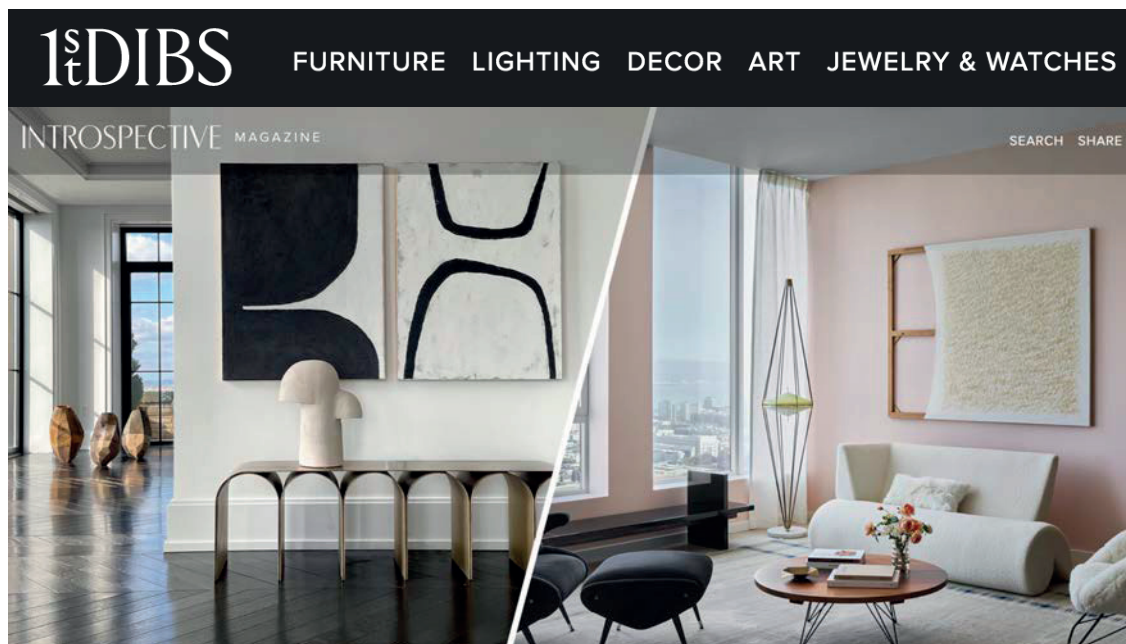 1stDIBS
FURNITURE LIGHTING DECOR ART JEWELRY & WATCHES
INTROSPECTIVE MAGAZINE
SEARCH SHARE